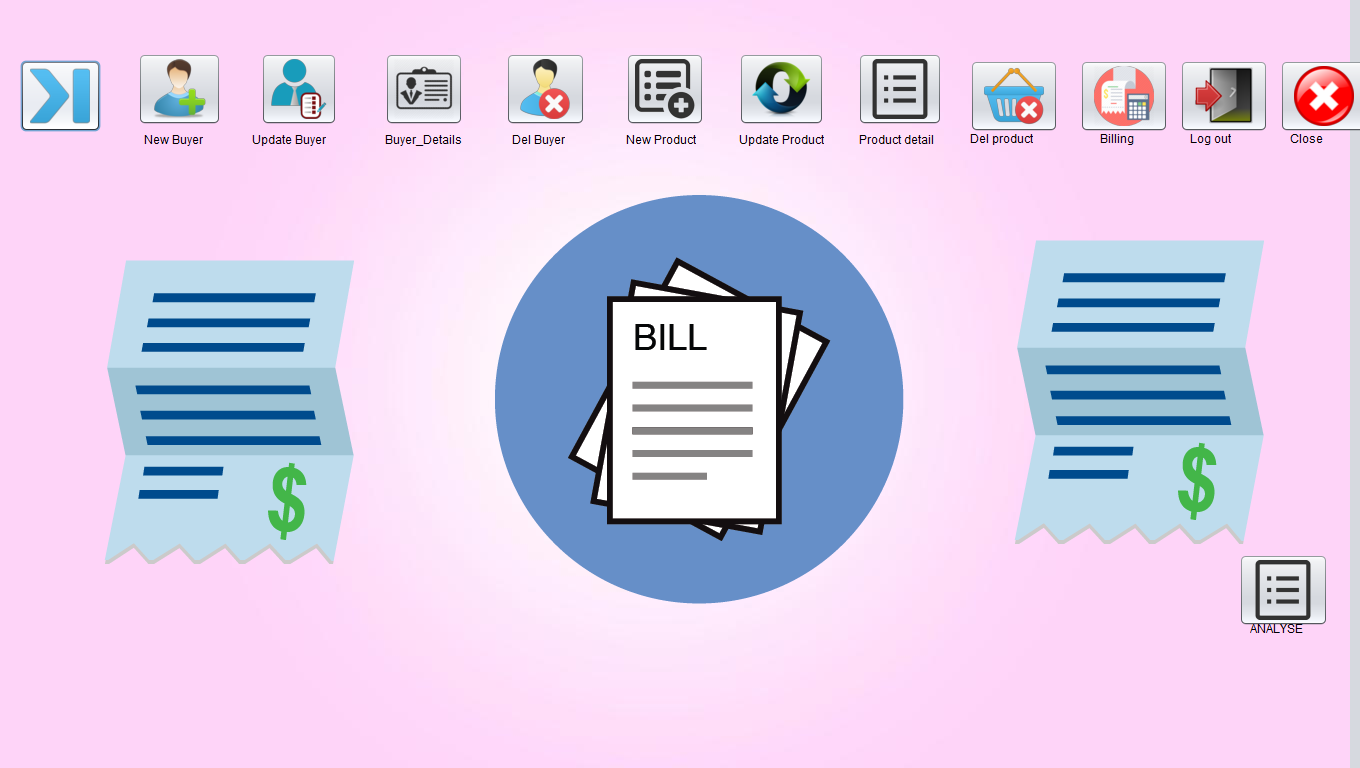 New Buyer
Update Buyer
Buyer_Details
Del Buyer
New Product
Update Product
Product detail
Del product
Billing
Log out
Close
BILL
ANALYSE